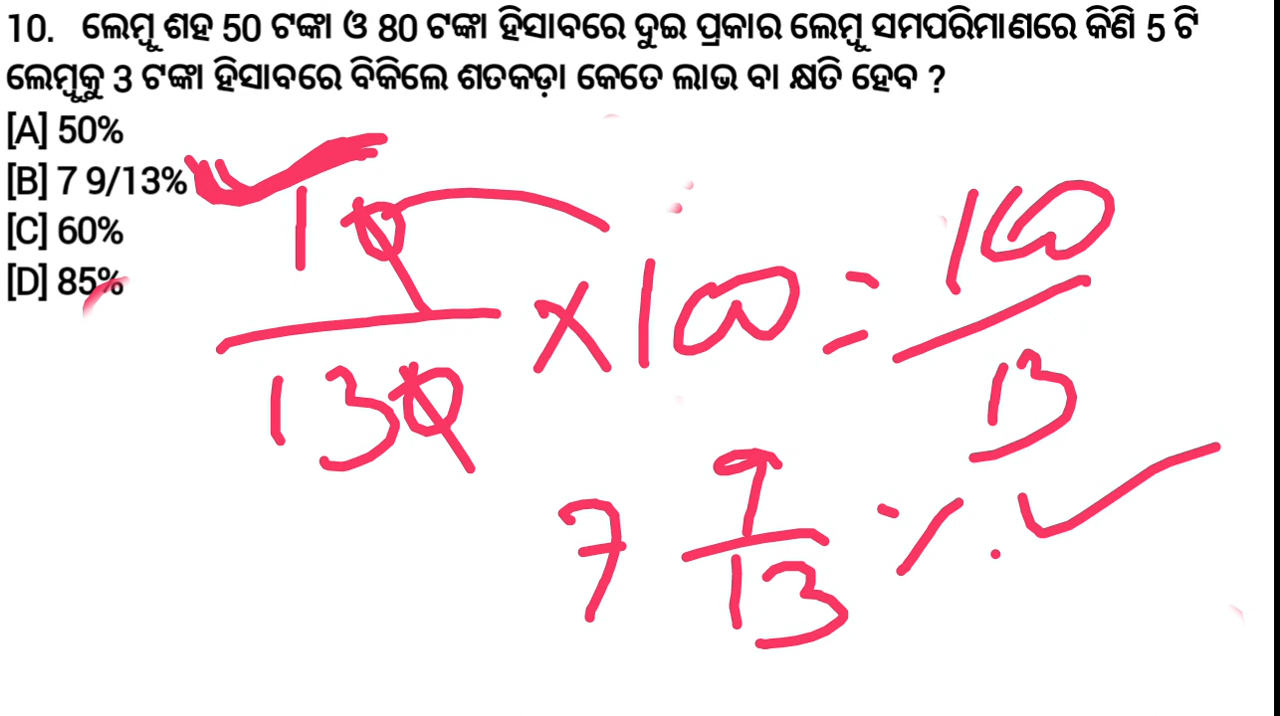 10. ଲେମ୍ବୁ ଶହ 50 ଟଙ୍କା ଓ 80 ଟଙ୍କା ହିସାବରେ ଦୁଇ ପ୍ରକାର ଲେମ୍ବୁ ସମପରିମାଣରେ କିଣି 5 ଟି
ଲେମ୍ବୁକୁ 3 ଟଙ୍କା ହିସାବରେ ବିକିଲେ ଶତକଡ଼ା କେତେ ଲାଭ ବା କ୍ଷତି ହେବ ?
[A] 50%
[B] 7 9/13%
[C] 60%
[D] 85%
10/130 × 100 = 100/13
7 9/13 %